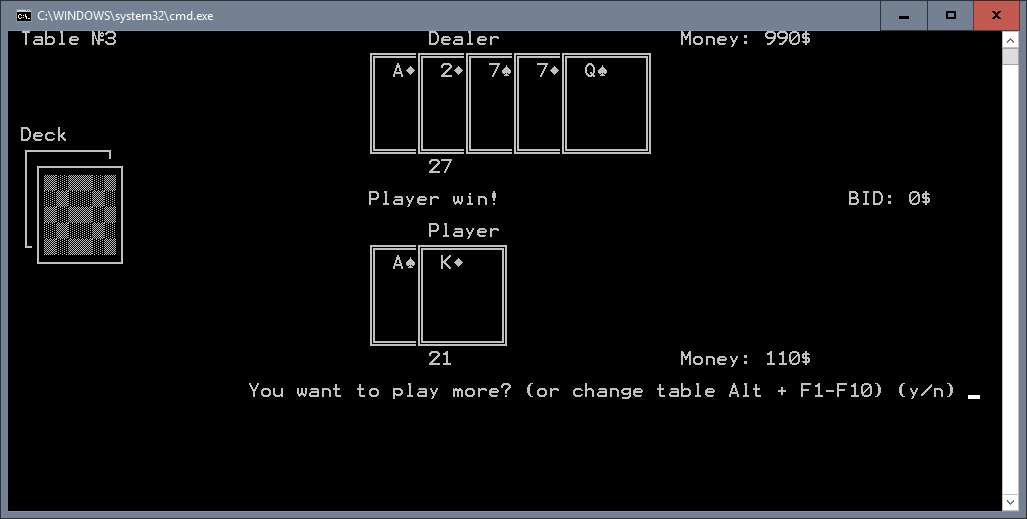 C:\WINDOWS\system32\cmd.exe
Table №3 Dealer Money: 990$
A♦ 2♦ 7♠ 7♦ Q♠
Deck
27
Player win! BID: 0$
Player
A♠ K♦
21 Money: 110$
You want to play more? (or change table Alt + F1-F10) (y/n)